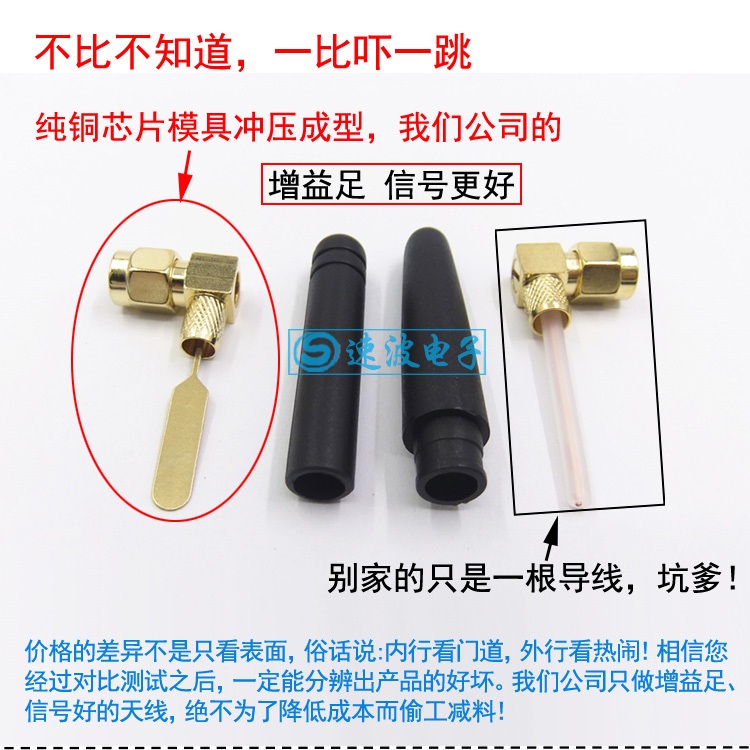 不比不知道，一比吓一跳
纯铜芯片模具冲压成型，我们公司的
增益足 信号更好
速波电子
别家的只是一根导线，坑爹！
价格的差异不是只看表面，俗话说:内行看门道，外行看热闹！相信您
经过对比测试之后，一定能分辨出产品的好坏。我们公司只做增益足、
信号好的天线，绝不为了降低成本而偷工减料！